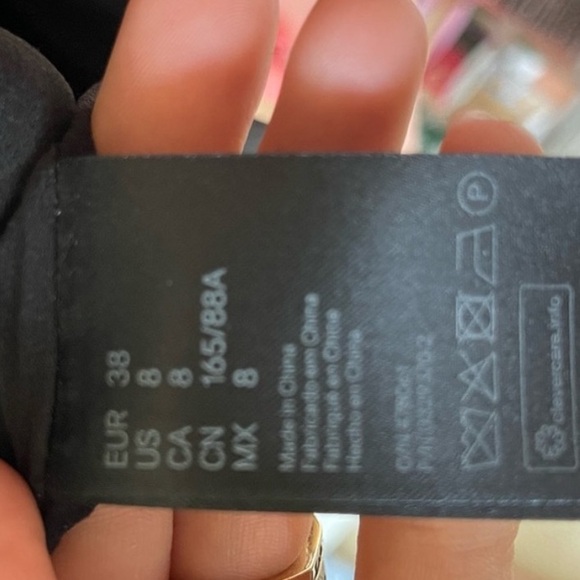 EUR 38
US 8
CA 8
CN 165/88A
MX 8
Made in China
Fabricado em China
Fabriqué en Chine
Hecho en China
P
clevercare.info